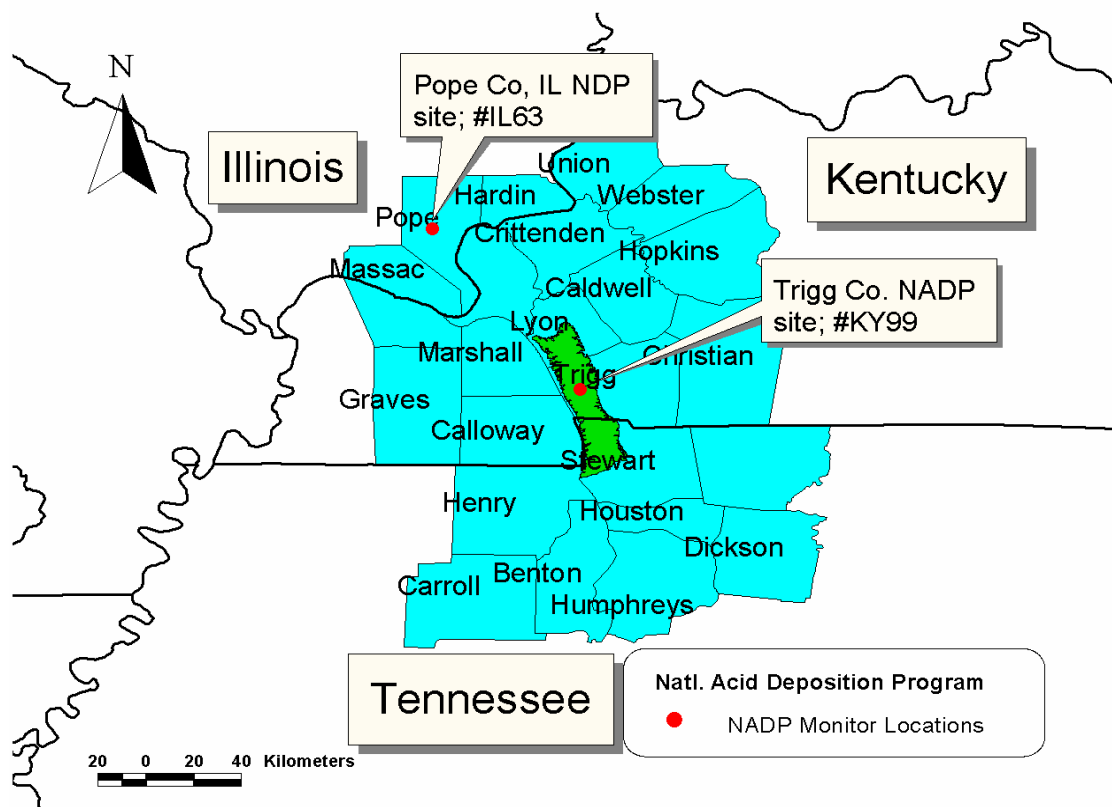 N
Pope Co, IL NDP
site; #IL63
Illinois
Kentucky
Union
Hardin
Webster
Pope
Crittenden
Hopkins
Massac
Caldwell
Trigg Co. NADP
site; #KY99
Lyon
Marshall
Christian
Trigg
Graves
Calloway
Stewart
Henry
Houston
Dickson
Benton
Carroll
Humphreys
Tennessee
Natl. Acid Deposition Program
NADP Monitor Locations
20 0 20 40 Kilometers